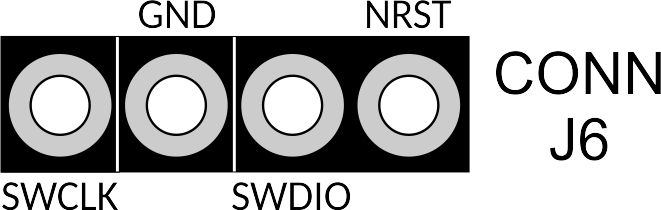 GND NRST
CONN
J6
SWCLK SWDIO